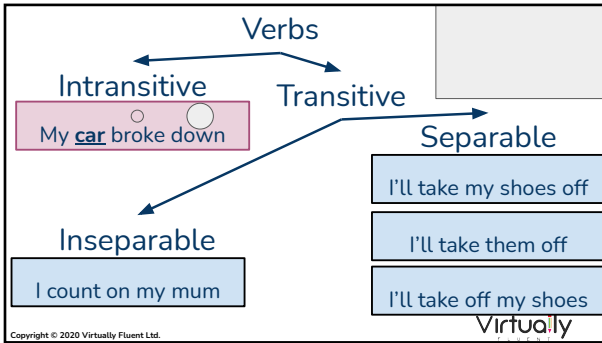 Verbs
Intransitive
Transitive
My car broke down
Separable
I'll take my shoes off
Inseparable
I'll take them off
I count on my mum
I'll take off my shoes
Virtually
FLUENT
Copyright © 2020 Virtually Fluent Ltd.